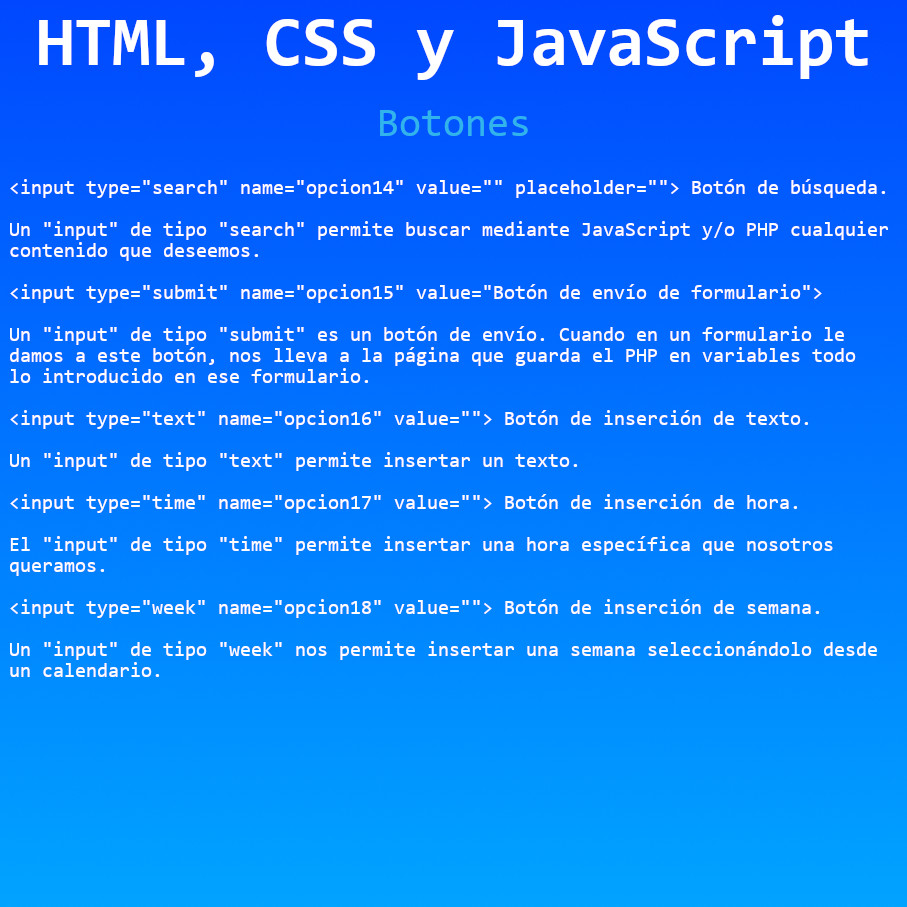 HTML, CSS y JavaScript
Botones
<input type="search" name="opcion14" value="" placeholder=""> Botón de búsqueda.
Un "input" de tipo "search" permite buscar mediante JavaScript y/o PHP cualquier
contenido que deseemos.
<input type="submit" name="opcion15" value="Botón de envío de formulario">
Un "input" de tipo "submit" es un botón de envío. Cuando en un formulario le
damos a este botón, nos lleva a la página que guarda el PHP en variables todo
lo introducido en ese formulario.
<input type="text" name="opcion16" value=""> Botón de inserción de texto.
Un "input" de tipo "text" permite insertar un texto.
<input type="time" name="opcion17" value=""> Botón de inserción de hora.
El "input" de tipo "time" permite insertar una hora específica que nosotros
queramos.
<input type="week" name="opcion18" value=""> Botón de inserción de semana.
Un "input" de tipo "week" nos permite insertar una semana seleccionándolo desde
un calendario.